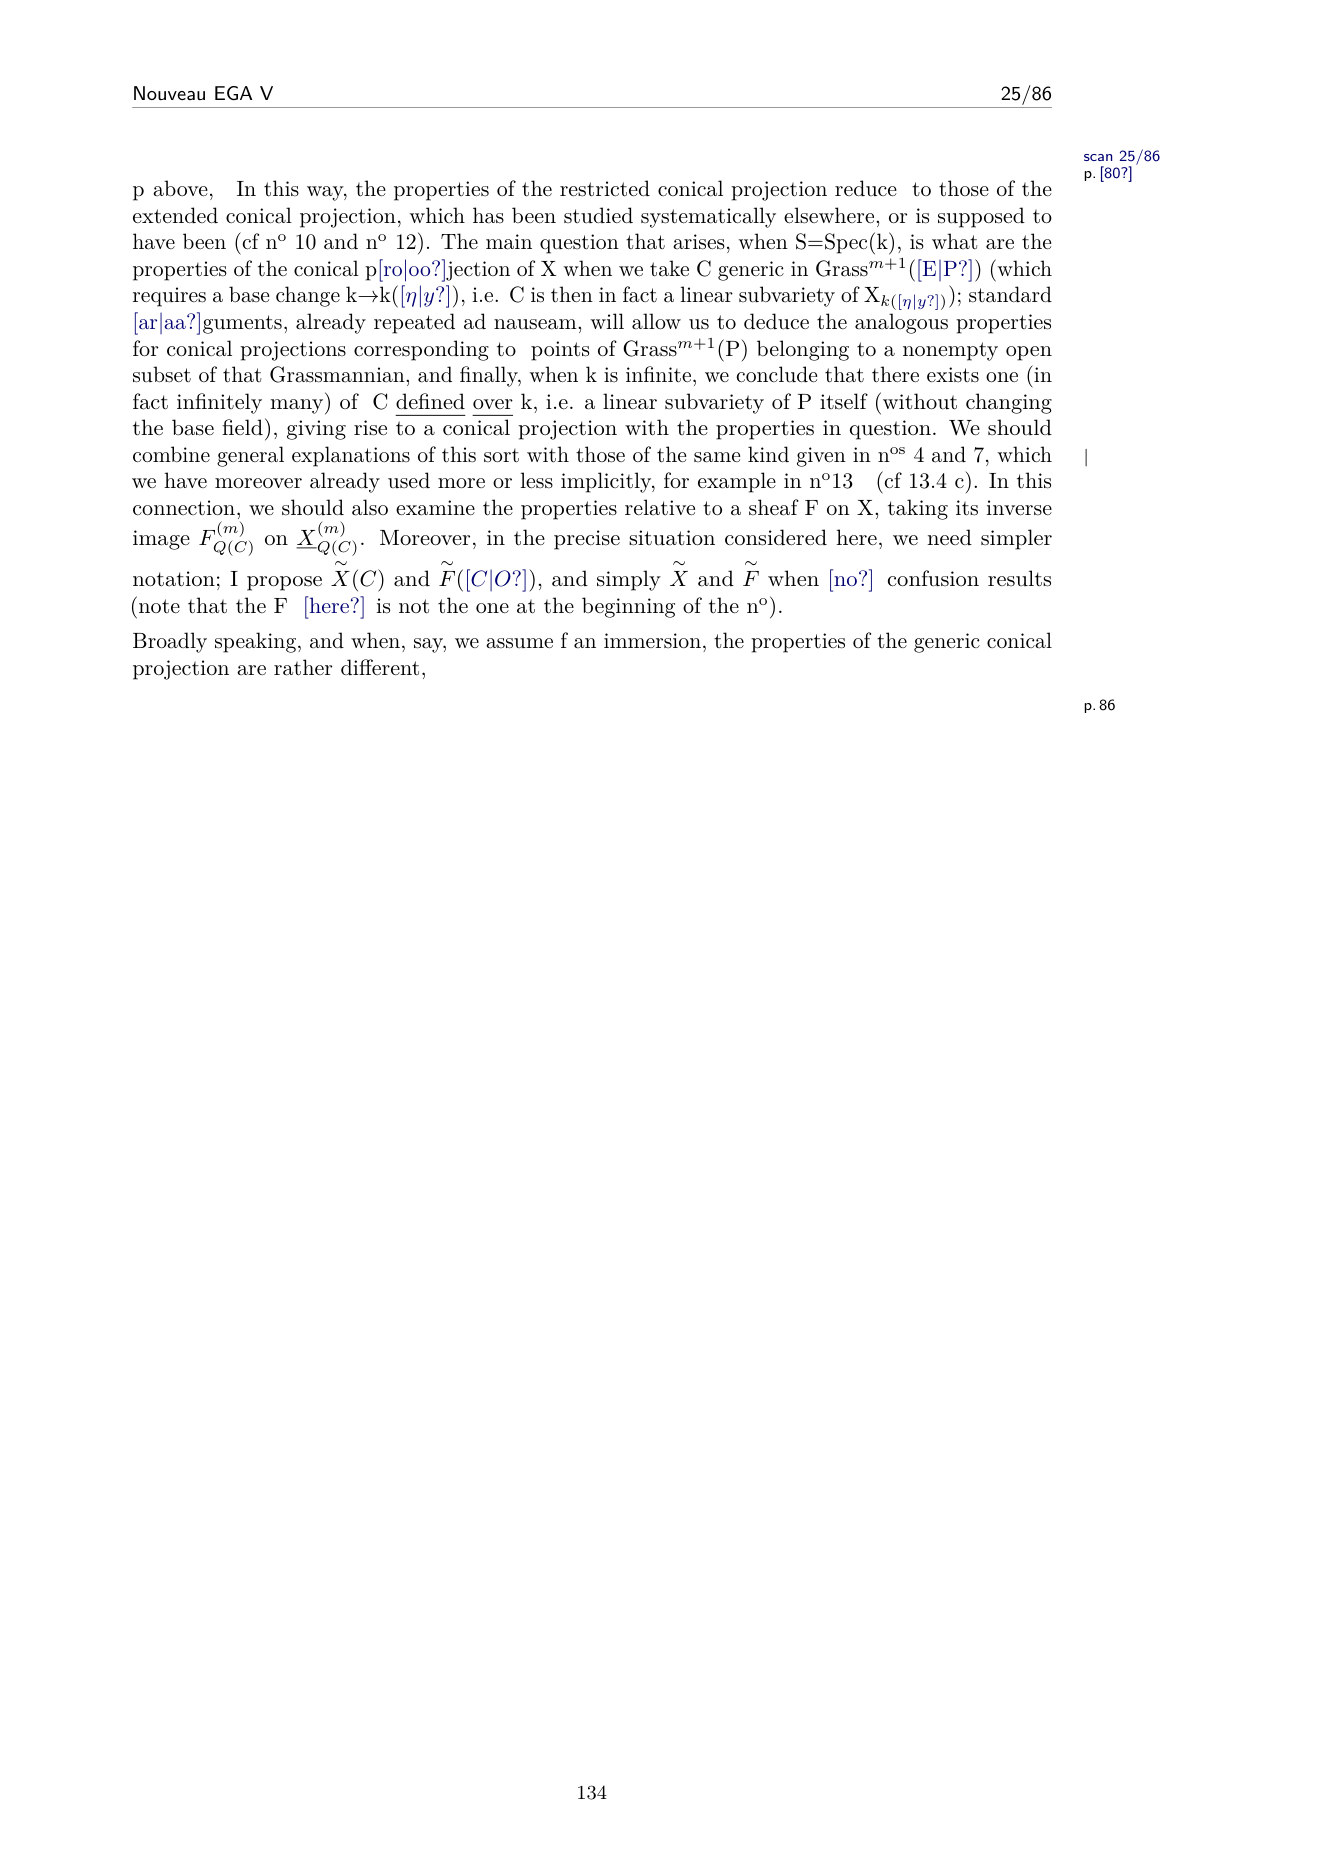 Nouveau EGA V 25/86
scan 25/86
p. [80?]
p above, In this way, the properties of the restricted conical projection reduce to those of the
extended conical projection, which has been studied systematically elsewhere, or is supposed to
have been (cf nº 10 and nº 12). The main question that arises, when S=Spec(k), is what are the
properties of the conical p[ro|oo?]jection of X when we take C generic in Grass^{m+1}([E|P?]) (which
requires a base change k→k([η|y?]), i.e. C is then in fact a linear subvariety of X_{k([η|y?])}); standard
[ar|aa?]guments, already repeated ad nauseam, will allow us to deduce the analogous properties
for conical projections corresponding to points of Grass^{m+1}(P) belonging to a nonempty open
subset of that Grassmannian, and finally, when k is infinite, we conclude that there exists one (in
fact infinitely many) of C defined over k, i.e. a linear subvariety of P itself (without changing
the base field), giving rise to a conical projection with the properties in question. We should
combine general explanations of this sort with those of the same kind given in n^{os} 4 and 7, which |
we have moreover already used more or less implicitly, for example in nº13 (cf 13.4 c). In this
connection, we should also examine the properties relative to a sheaf F on X, taking its inverse
image F_{Q(C)}^{(m)} on X_{Q(C)}^{(m)}. Moreover, in the precise situation considered here, we need simpler
notation; I propose X̃(C) and F̃([C|O?]), and simply X̃ and F̃ when [no?] confusion results
(note that the F [here?] is not the one at the beginning of the nº).
Broadly speaking, and when, say, we assume f an immersion, the properties of the generic conical
projection are rather different,
p. 86
134